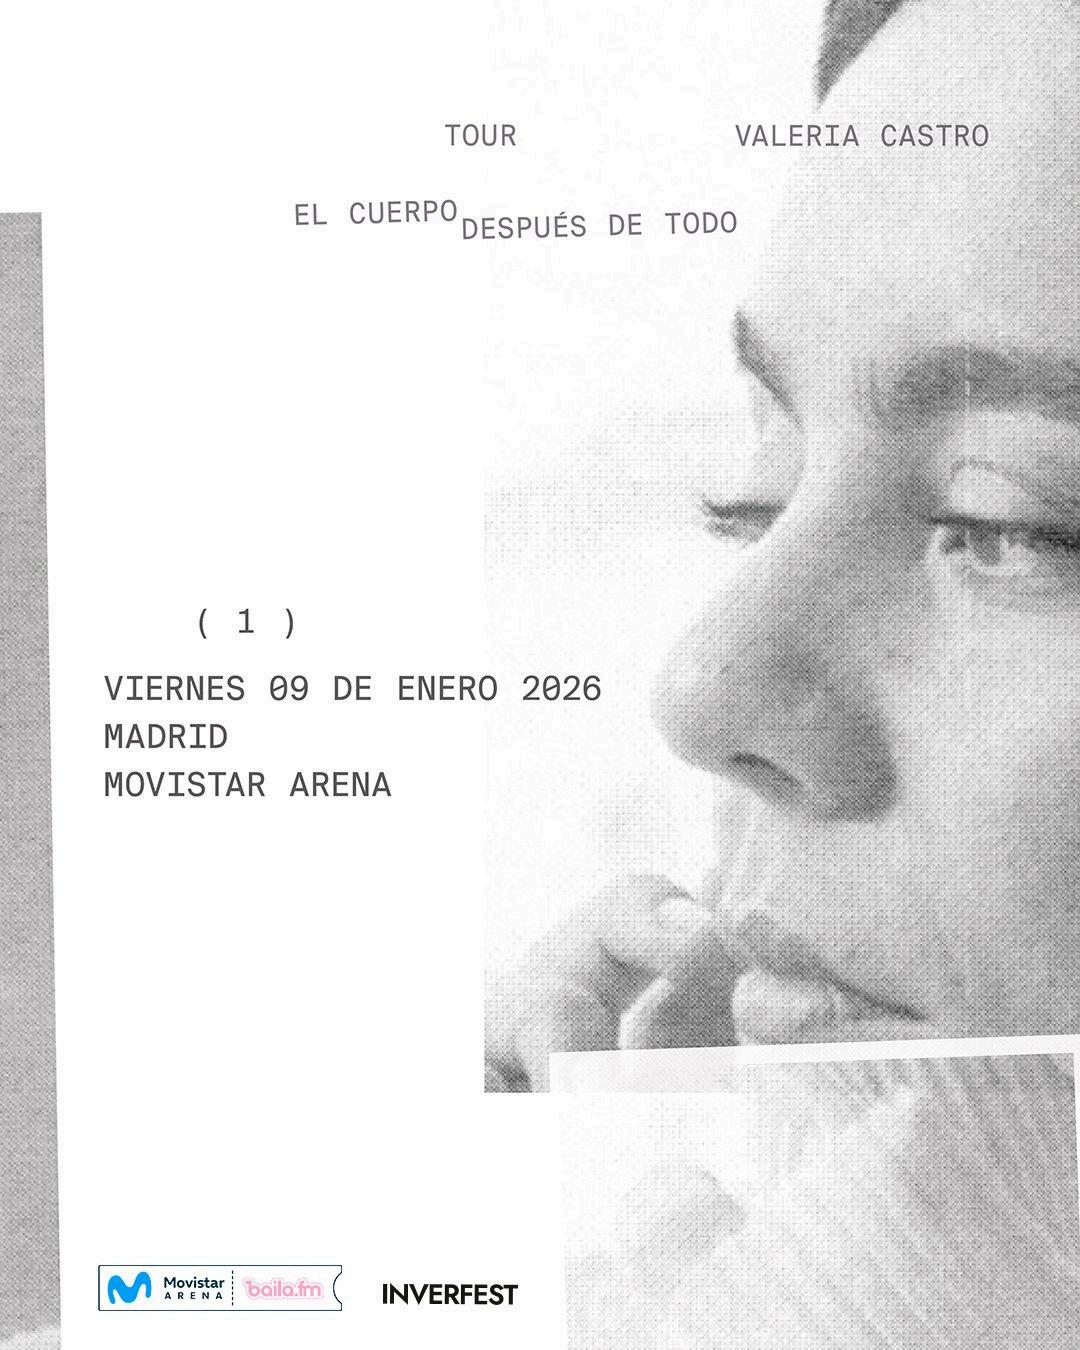 TOUR VALERIA CASTRO
EL CUERPO DESPUÉS DE TODO
( 1 )
VIERNES 09 DE ENERO 2026
MADRID
MOVISTAR ARENA
Movistar
ARENA
baila.fm
INVERFEST